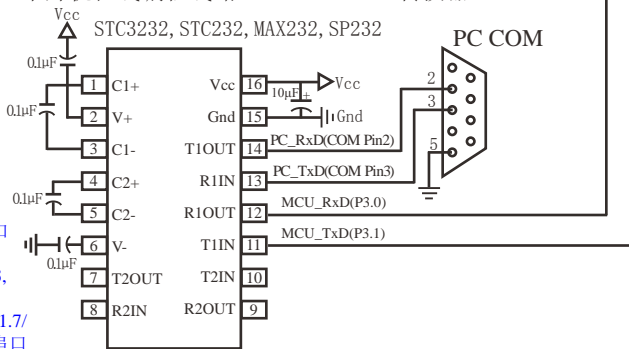 Vcc
STC3232, STC232, MAX232, SP232
PC COM
0.1μF
1 C1+ Vcc 16 Vcc
10μF +
0.1μF
2 V+ Gnd 15 Gnd
3 C1- T1OUT 14 PC_RxD(COM Pin2)
4 C2+ R1IN 13 PC_TxD(COM Pin3)
0.1μF
5 C2- R1OUT 12 MCU_RxD(P3.0)
6 V- T1IN 11 MCU_TxD(P3.1)
0.1μF
7 T2OUT T2IN 10
8 R2IN R2OUT 9
2
3
5
1.7/